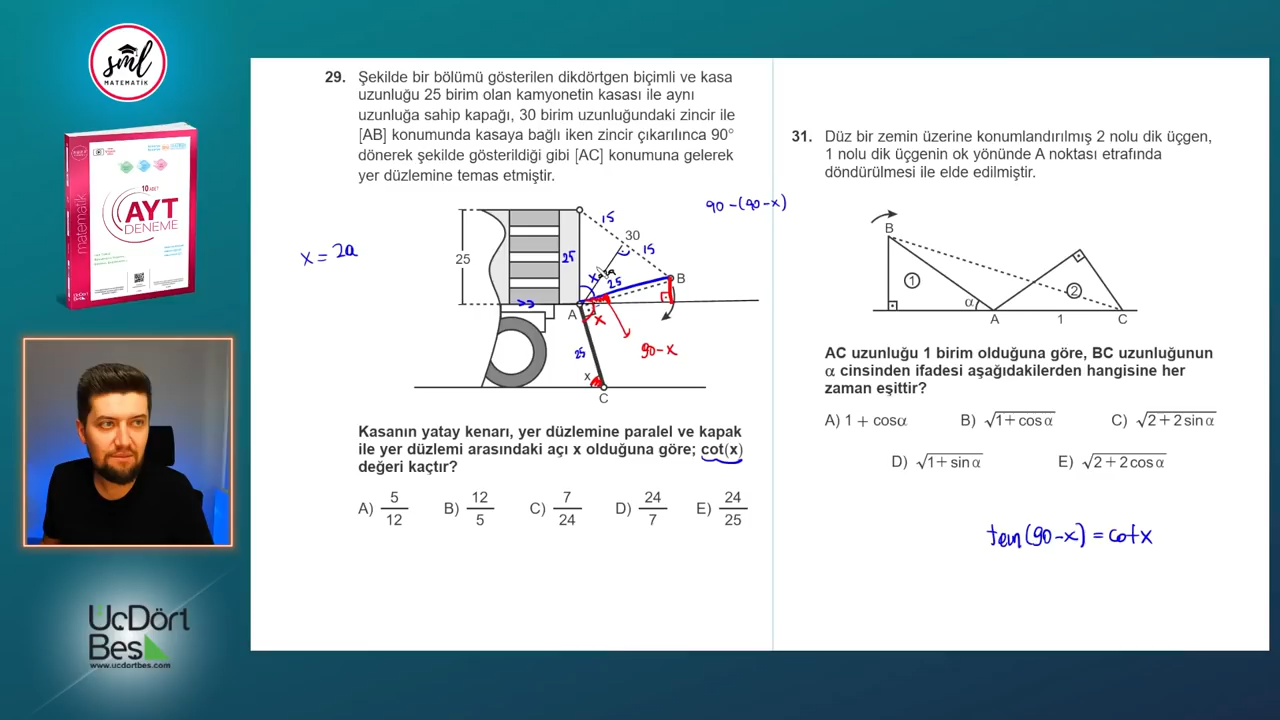 sml
MATEMATİK
10 ADET
AYT
DENEME
matematik
ÜçDört
Beş
www.ucdortbes.com
29. Şekilde bir bölümü gösterilen dikdörtgen biçimli ve kasa
uzunluğu 25 birim olan kamyonetin kasası ile aynı
uzunluğa sahip kapağı, 30 birim uzunluğundaki zincir ile
[AB] konumunda kasaya bağlı iken zincir çıkarılınca 90°
dönerek şekilde gösterildiği gibi [AC] konumuna gelerek
yer düzlemine temas etmiştir.
90-(90-x)
x = 2a
15
30
15
25
25
x
25
B
A
x
90-x
25
x
C
Kasanın yatay kenarı, yer düzlemine paralel ve kapak
ile yer düzlemi arasındaki açı x olduğuna göre; cot(x)
değeri kaçtır?
A) 5/12 B) 12/5 C) 7/24 D) 24/7 E) 24/25
31. Düz bir zemin üzerine konumlandırılmış 2 nolu dik üçgen,
1 nolu dik üçgenin ok yönünde A noktası etrafında
döndürülmesi ile elde edilmiştir.
B
1
2
α
A
1
C
AC uzunluğu 1 birim olduğuna göre, BC uzunluğunun
α cinsinden ifadesi aşağıdakilerden hangisine her
zaman eşittir?
A) 1 + cosα B) √1+cosα C) √2+2sinα
D) √1+sinα E) √2+2cosα
tan(90-x) = cotx